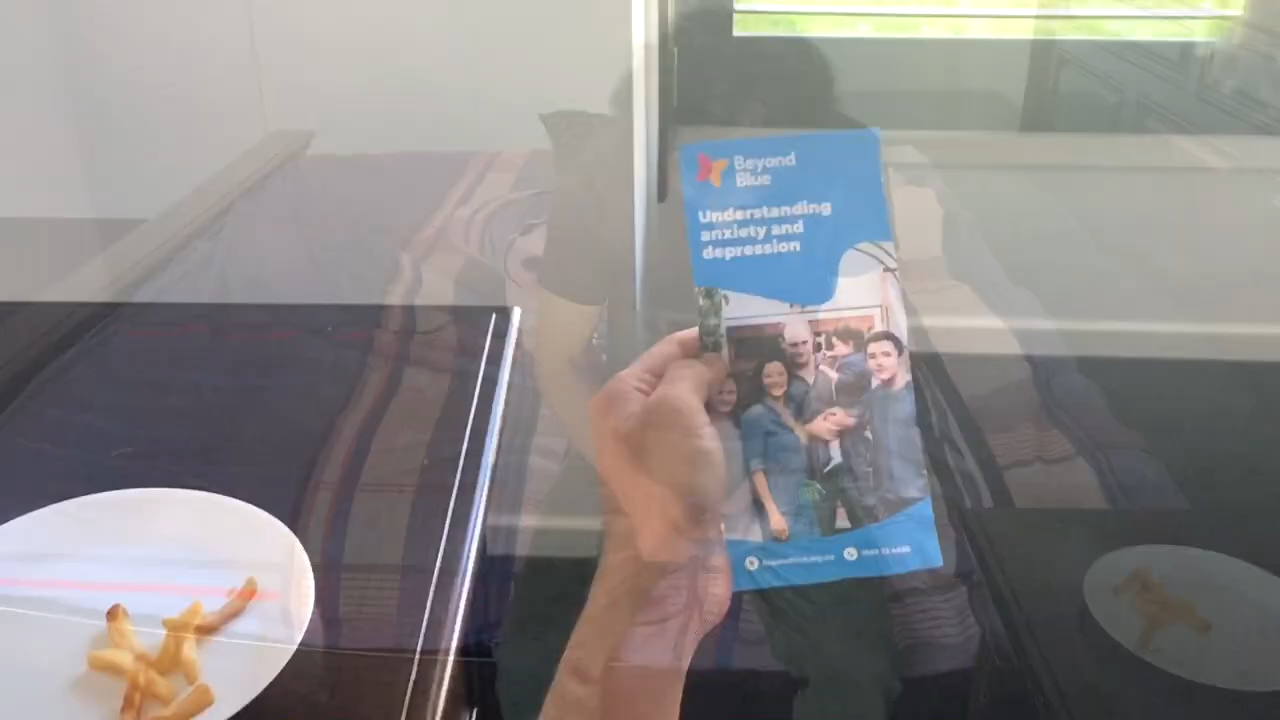 Beyond
Blue
Understanding
anxiety and
depression